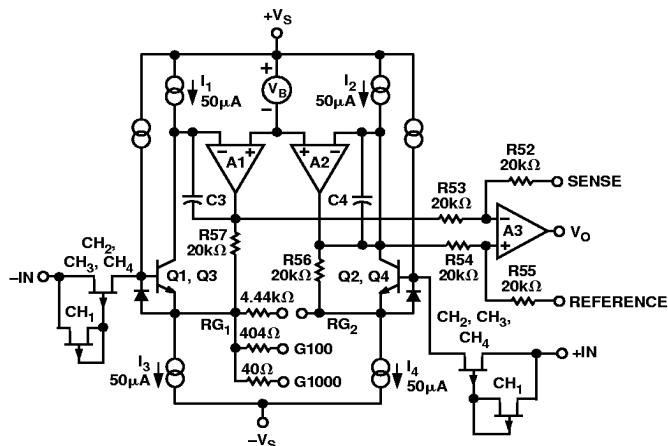 +VS
I1
50µA
+
VB
−
I2
50µA
− +
A1
+ −
A2
C3
C4
R53
20kΩ
R52
20kΩ
SENSE
−
A3
+
VO
R57
20kΩ
R56
20kΩ
R54
20kΩ
R55
20kΩ
REFERENCE
−IN
CH2,
CH3, CH4
CH1
Q1, Q3
Q2, Q4
4.44kΩ
RG1
RG2
404Ω
G100
40Ω
G1000
I3
50µA
I4
50µA
CH2, CH3,
CH4
+IN
CH1
−VS